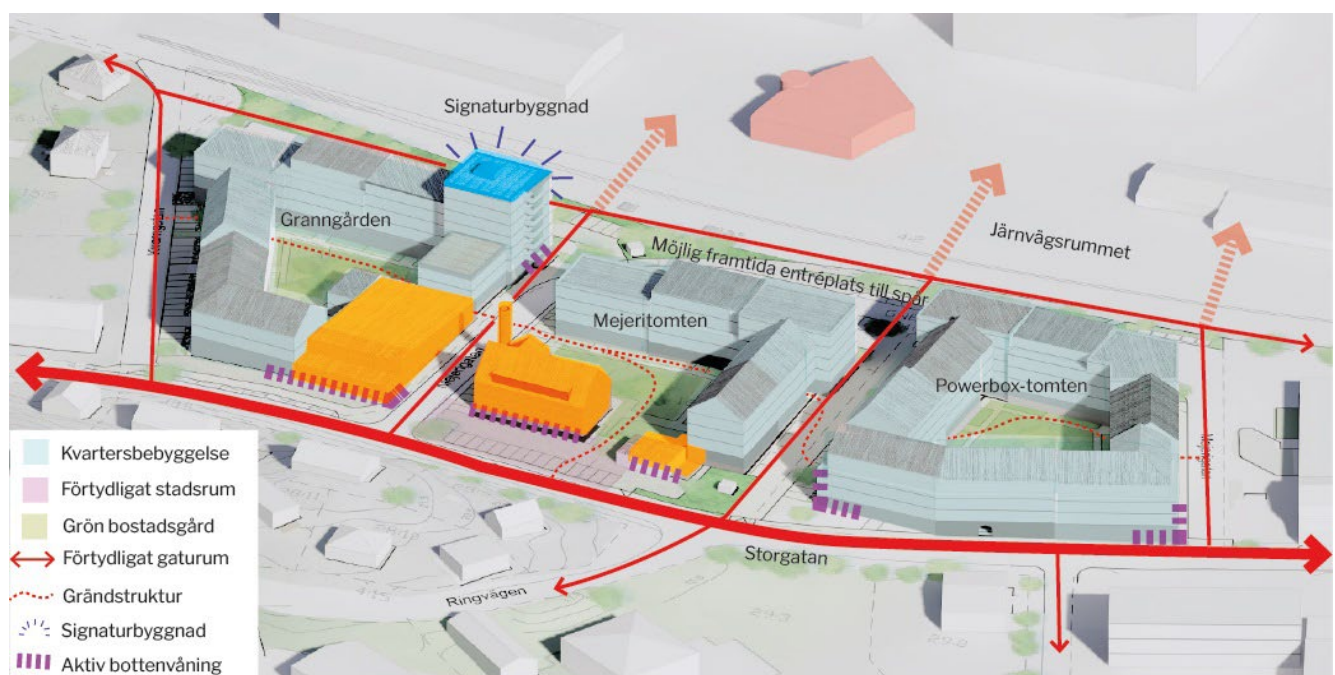 Signaturbyggnad
Granngården
Järnvägsrummet
Möjlig framtida entréplats till spår
Mejeritomten
Powerbox-tomten
Storgatan
Ringvägen
Kvartersbebyggelse
Förtydligat stadsrum
Grön bostadsgård
Förtydligat gaturum
Grändstruktur
Signaturbyggnad
Aktiv bottenvåning